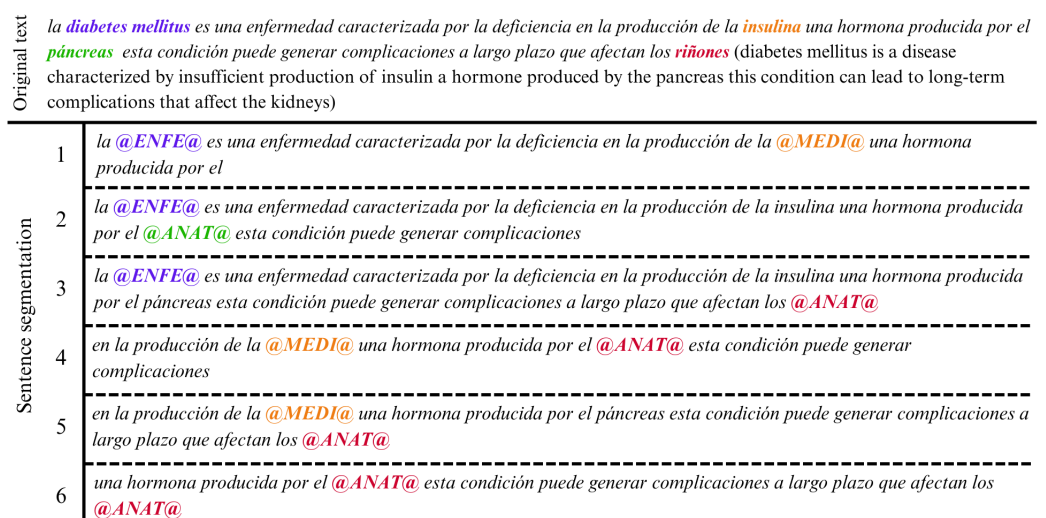 Original text
la diabetes mellitus es una enfermedad caracterizada por la deficiencia en la producción de la insulina una hormona producida por el
páncreas esta condición puede generar complicaciones a largo plazo que afectan los riñones (diabetes mellitus is a disease
characterized by insufficient production of insulin a hormone produced by the pancreas this condition can lead to long-term
complications that affect the kidneys)
Sentence segmentation
1
la @ENFE@ es una enfermedad caracterizada por la deficiencia en la producción de la @MEDI@ una hormona
producida por el
2
la @ENFE@ es una enfermedad caracterizada por la deficiencia en la producción de la insulina una hormona producida
por el @ANAT@ esta condición puede generar complicaciones
3
la @ENFE@ es una enfermedad caracterizada por la deficiencia en la producción de la insulina una hormona producida
por el páncreas esta condición puede generar complicaciones a largo plazo que afectan los @ANAT@
4
en la producción de la @MEDI@ una hormona producida por el @ANAT@ esta condición puede generar
complicaciones
5
en la producción de la @MEDI@ una hormona producida por el páncreas esta condición puede generar complicaciones a
largo plazo que afectan los @ANAT@
6
una hormona producida por el @ANAT@ esta condición puede generar complicaciones a largo plazo que afectan los
@ANAT@